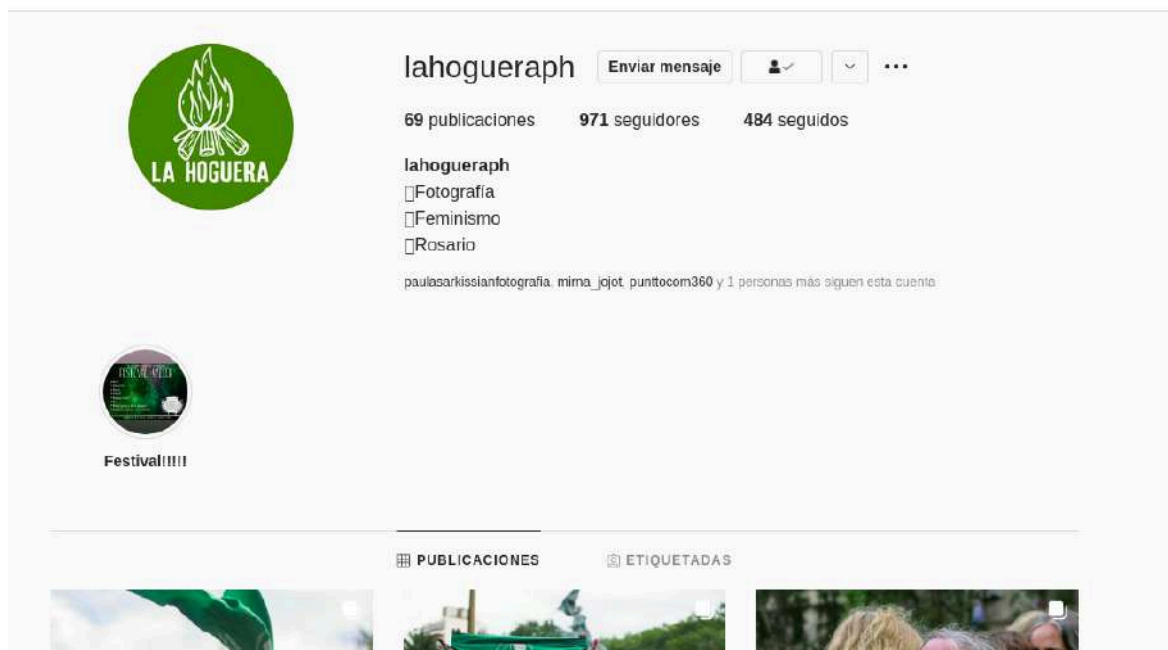 lahogueraph Enviar mensaje
69 publicaciones 971 seguidores 484 seguidos
LA HOGUERA
lahogueraph
Fotografía
Feminismo
Rosario
paulasarkissianfotografia, mirna_jojot, punttocom360 y 1 personas más siguen esta cuenta
Festival!!!!!
PUBLICACIONES ETIQUETADAS